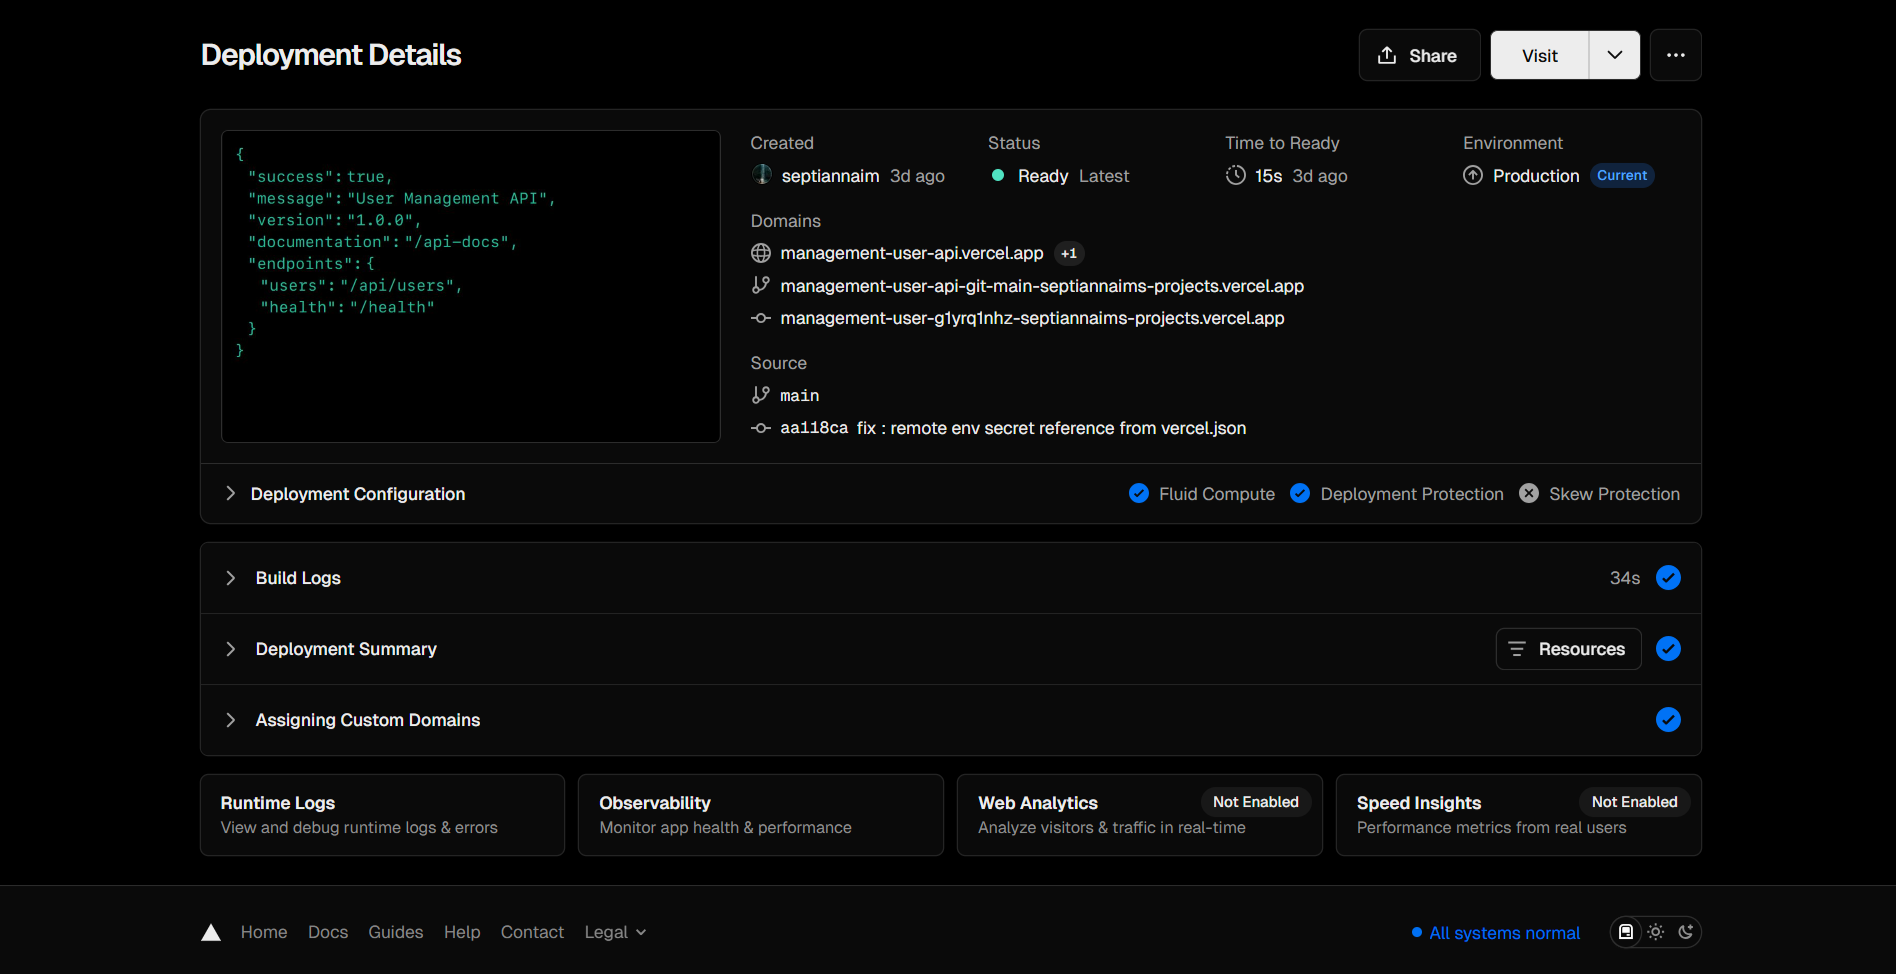 Deployment Details
Share
Visit
{
"success": true,
"message": "User Management API",
"version": "1.0.0",
"documentation": "/api-docs",
"endpoints": {
"users": "/api/users",
"health": "/health"
}
}
Created
septiannaim 3d ago
Status
Ready Latest
Time to Ready
15s 3d ago
Environment
Production Current
Domains
management-user-api.vercel.app +1
management-user-api-git-main-septiannaims-projects.vercel.app
management-user-g1yrq1nhz-septiannaims-projects.vercel.app
Source
main
aa118ca fix : remote env secret reference from vercel.json
Deployment Configuration
Fluid Compute
Deployment Protection
Skew Protection
Build Logs
34s
Deployment Summary
Resources
Assigning Custom Domains
Runtime Logs
View and debug runtime logs & errors
Observability
Monitor app health & performance
Web Analytics
Not Enabled
Analyze visitors & traffic in real-time
Speed Insights
Not Enabled
Performance metrics from real users
Home
Docs
Guides
Help
Contact
Legal
All systems normal